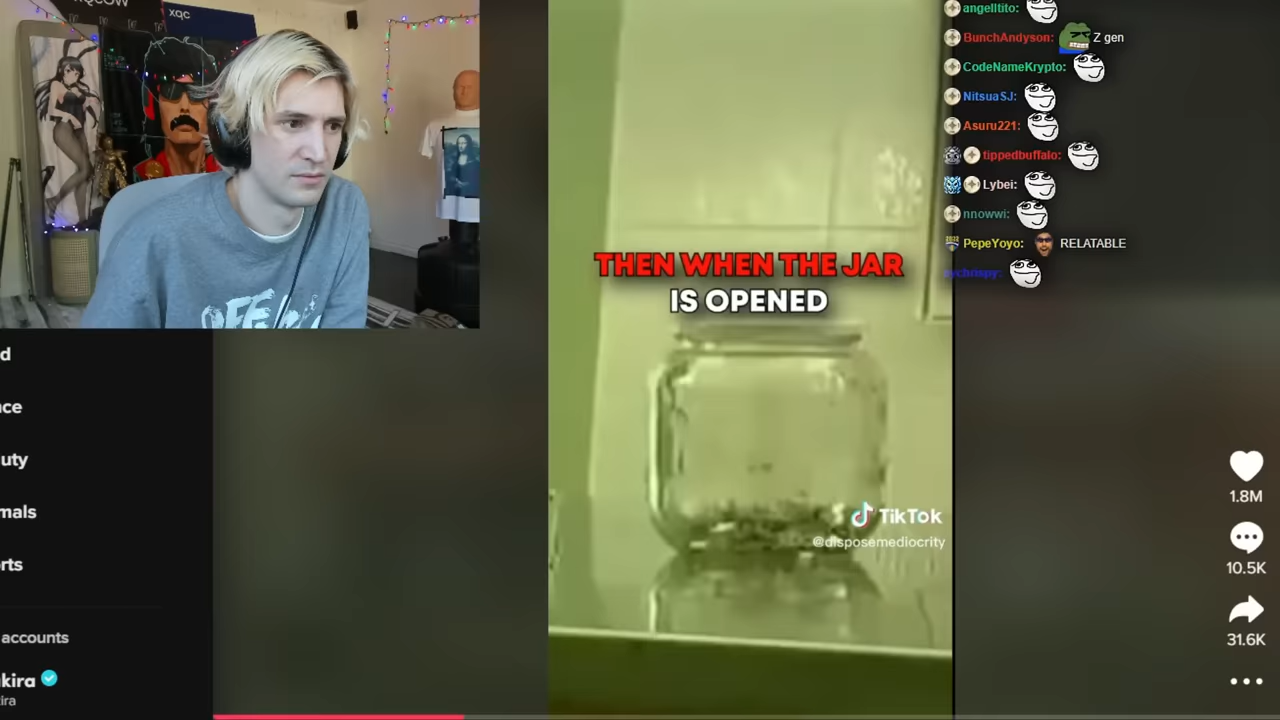 xQcOW
xqc
THEN WHEN THE JAR
IS OPENED
TikTok
@disposemediocrity
angelltito:
BunchAndyson: Z gen
CodeNameKrypto:
NitsuaSJ:
Asuru221:
tippedbuffalo:
Lybei:
nnowwi:
PepeYoyo: RELATABLE
d
ce
uty
mals
rts
accounts
kira
ira
1.8M
10.5K
31.6K